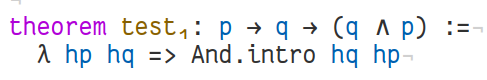 theorem test₁: p → q → (q ∧ p) :=¬
λ hp hq => And.intro hq hp¬